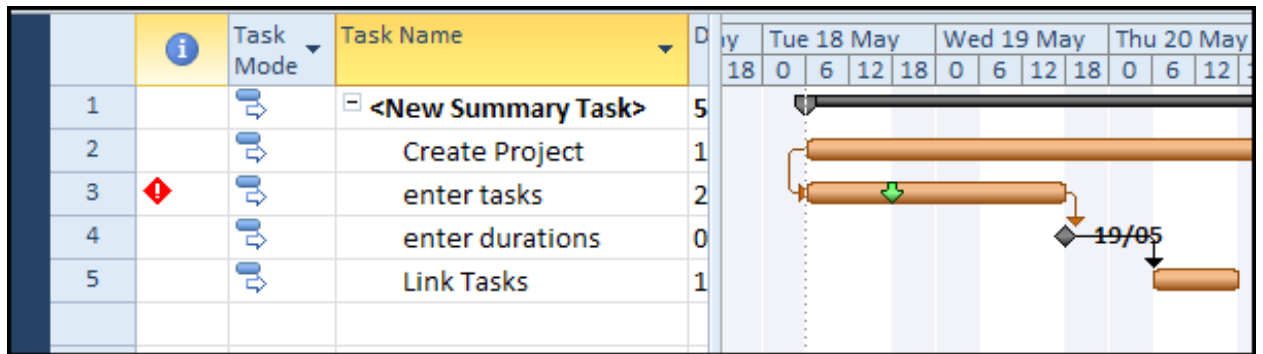 Task Mode Task Name D ay Tue 18 May Wed 19 May Thu 20 May
18 0 6 12 18 0 6 12 18 0 6 12
1 <New Summary Task> 5
2 Create Project 1
3 enter tasks 2
4 enter durations 0 19/05
5 Link Tasks 1